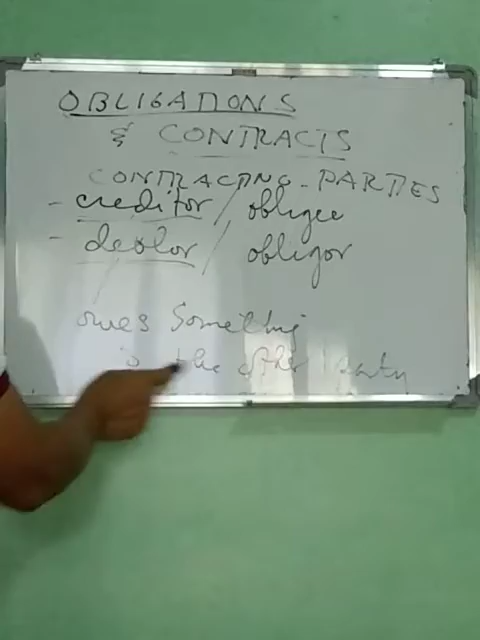 OBLIGATIONS
& CONTRACTS
CONTRACTING PARTIES
- creditor / obligee
- debtor / obligor
owes Something
to the other party